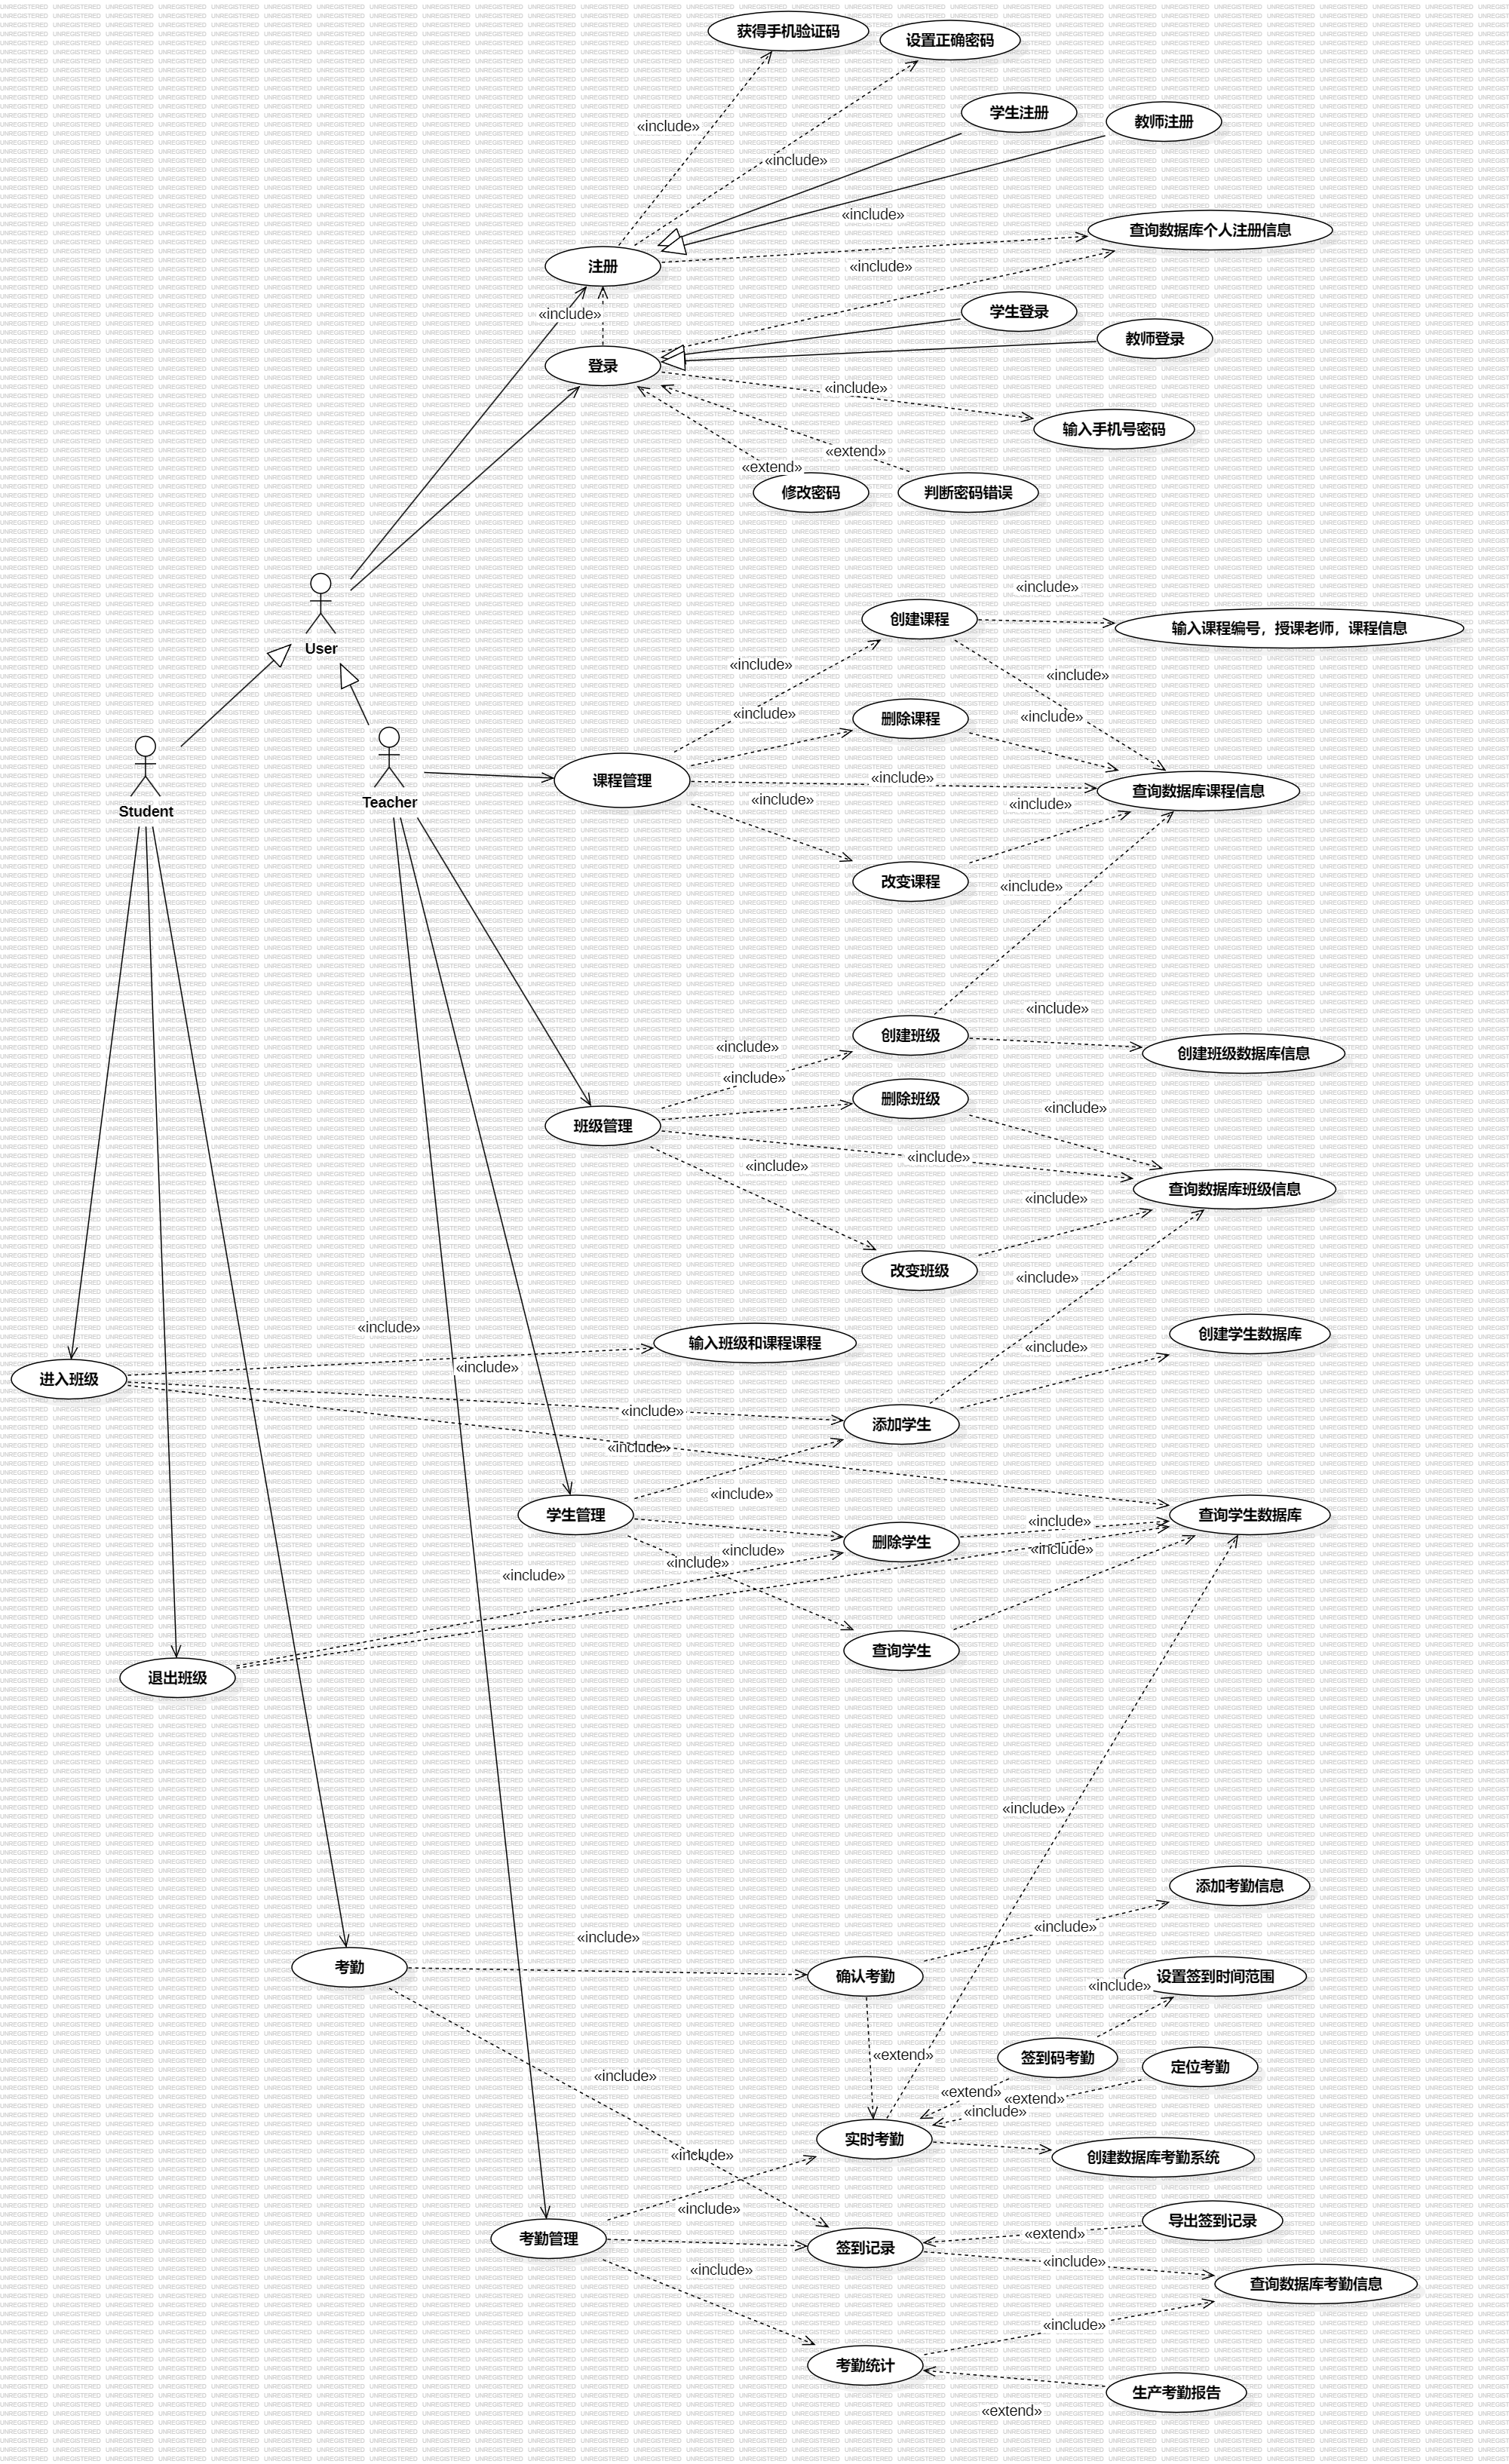 获得手机验证码
设置正确密码
学生注册
教师注册
«include»
«include»
«include»
查询数据库个人注册信息
注册
«include»
学生登录
«include»
教师登录
登录
«include»
输入手机号密码
«extend»
«extend»
修改密码
判断密码错误
User
«include»
创建课程
输入课程编号，授课老师，课程信息
«include»
«include»
删除课程
«include»
«include»
Student
Teacher
课程管理
«include»
查询数据库课程信息
«include»
«include»
改变课程
«include»
«include»
创建班级
«include»
创建班级数据库信息
«include»
删除班级
«include»
班级管理
«include»
«include»
查询数据库班级信息
«include»
改变班级
«include»
«include»
输入班级和课程课程
创建学生数据库
«include»
«include»
进入班级
«include»
添加学生
«include»
«include»
学生管理
查询学生数据库
«include»
删除学生
«include»
«include»
«include»
«include»
查询学生
退出班级
«include»
添加考勤信息
«include»
«include»
考勤
确认考勤
设置签到时间范围
«include»
«extend»
签到码考勤
定位考勤
«include»
«extend»
«extend»
«include»
实时考勤
«include»
创建数据库考勤系统
«include»
导出签到记录
考勤管理
«extend»
签到记录
«include»
«include»
查询数据库考勤信息
«include»
考勤统计
生产考勤报告
«extend»
UNREGISTERED